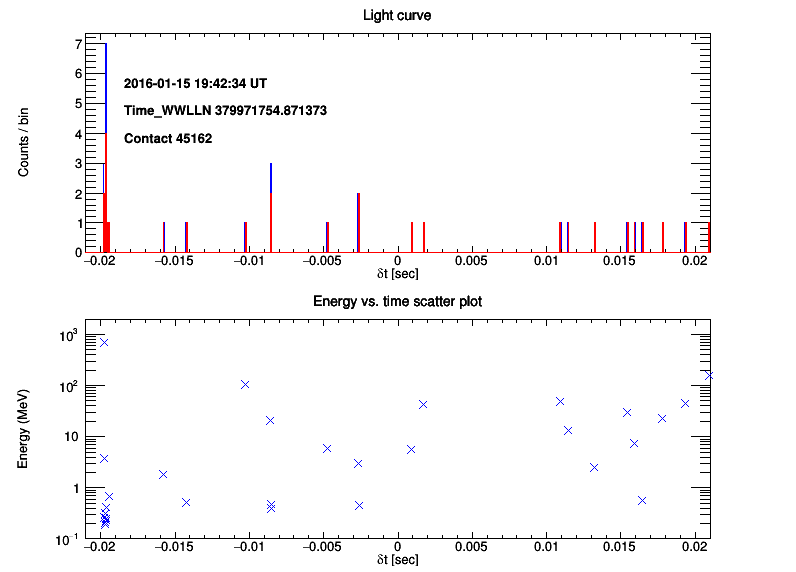 Light curve
7
6
5
4
3
2
1
0
Counts / bin
2016-01-15 19:42:34 UT
Time_WWLLN 379971754.871373
Contact 45162
−0.02 −0.015 −0.01 −0.005 0 0.005 0.01 0.015 0.02
δt [sec]
Energy vs. time scatter plot
10³
10²
10
1
10⁻¹
Energy (MeV)
−0.02 −0.015 −0.01 −0.005 0 0.005 0.01 0.015 0.02
δt [sec]